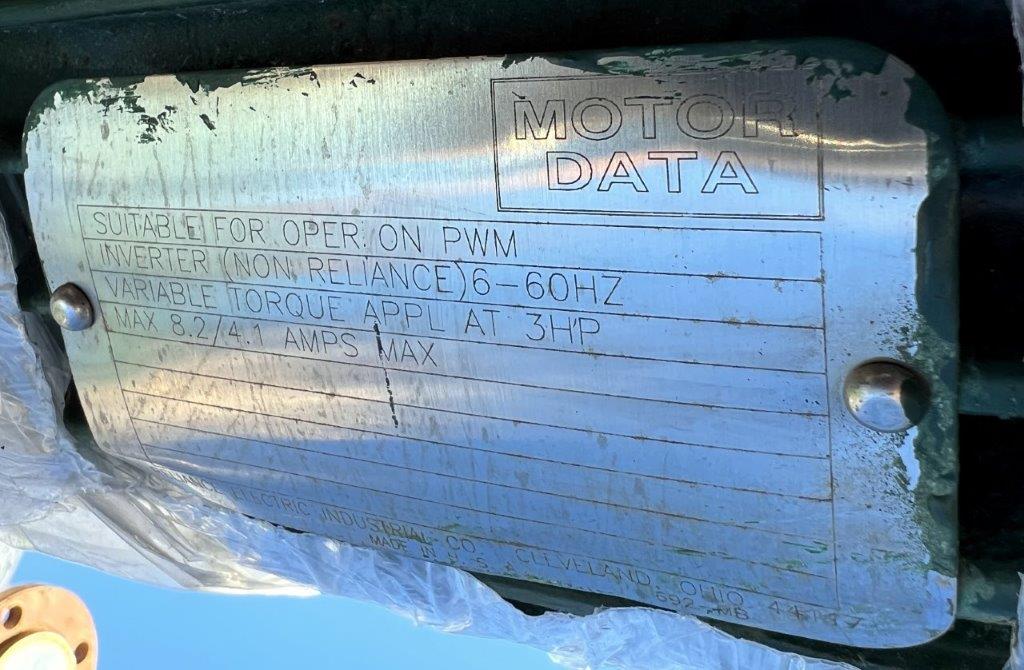 MOTOR
DATA
SUITABLE FOR OPER. ON PWM
INVERTER (NON RELIANCE) 6-60HZ
VARIABLE TORQUE APPL AT 3HP
MAX 8.2/4.1 AMPS MAX
ELECTRIC INDUSTRIAL CO. CLEVELAND, OHIO
MADE IN U.S.A.